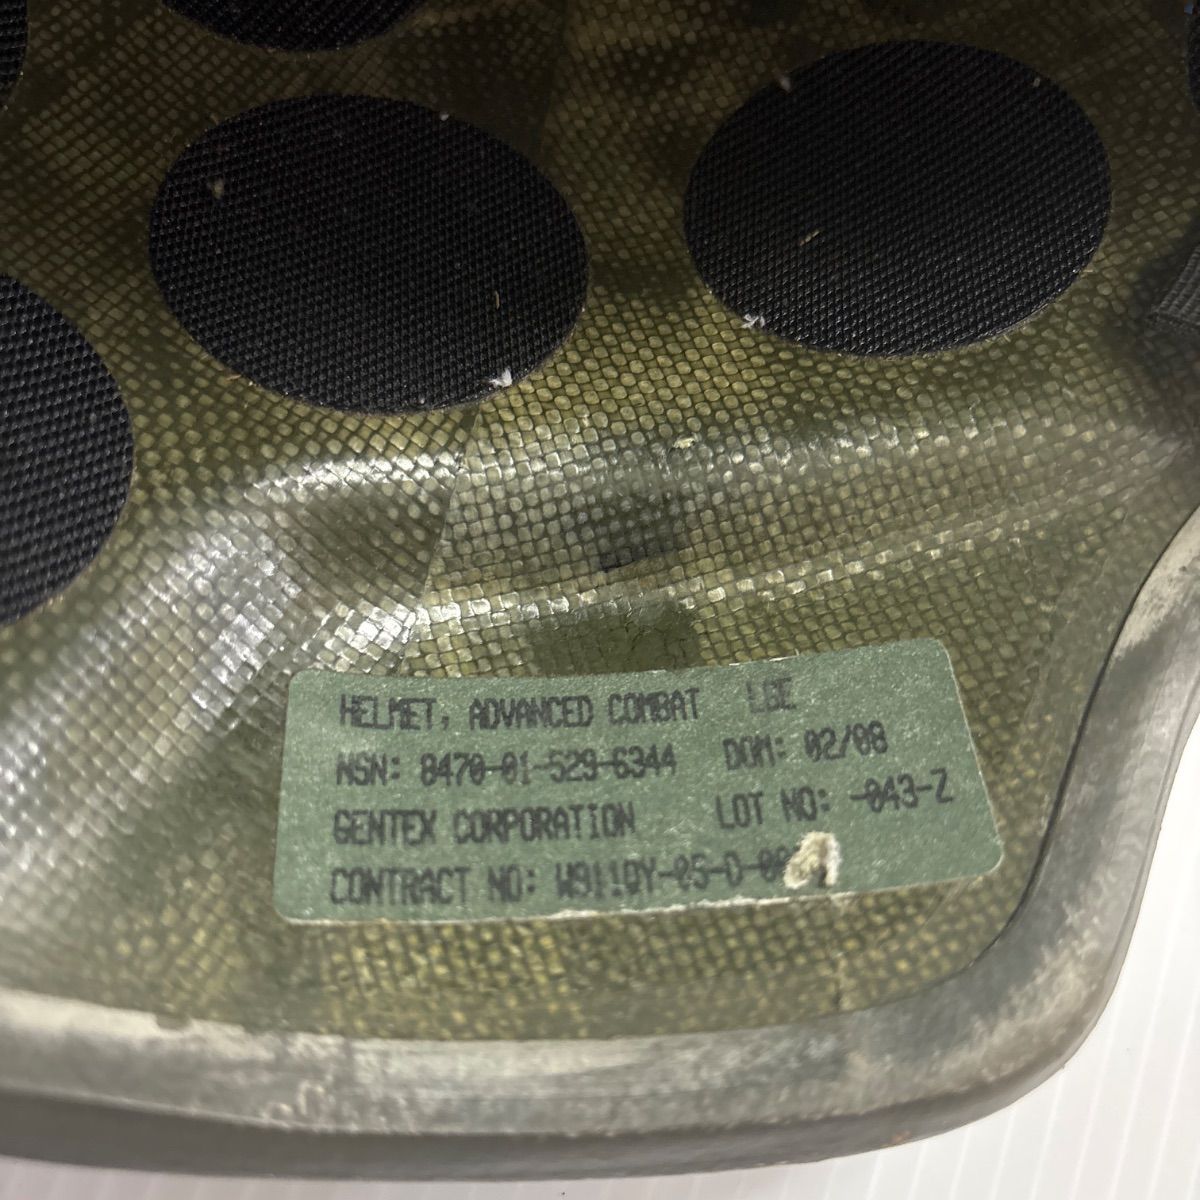 HELMET, ADVANCED COMBAT LGE
NSN: 8470-01-529-6344 DOM: 02/08
GENTEX CORPORATION LOT NO: -043-Z
CONTRACT NO: W911QY-05-D-